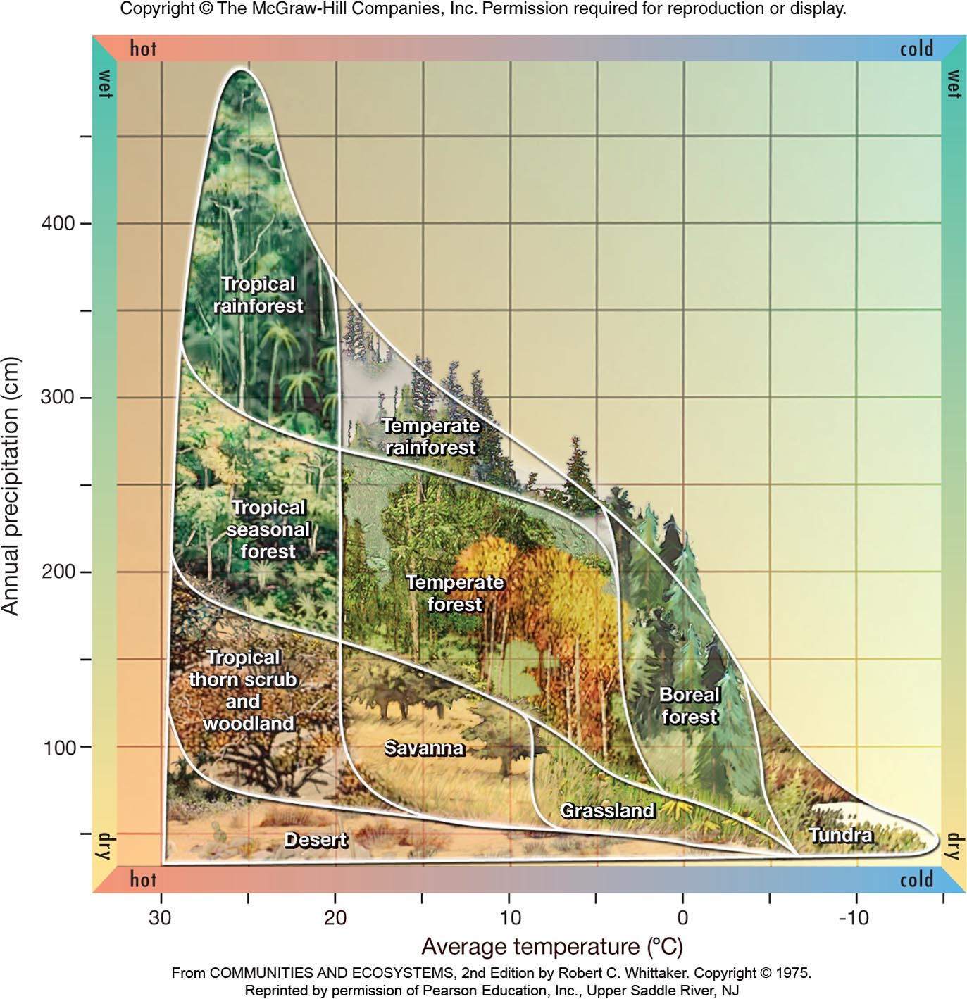 Copyright © The McGraw-Hill Companies, Inc. Permission required for reproduction or display.
hot
cold
wet
wet
400
Tropical
rainforest
300
Temperate
rainforest
Tropical
seasonal
forest
200
Temperate
forest
Tropical
thorn scrub
and
woodland
Boreal
forest
100
Savanna
Grassland
Tundra
Desert
dry
dry
hot
cold
Annual precipitation (cm)
30
20
10
0
-10
Average temperature (°C)
From COMMUNITIES AND ECOSYSTEMS, 2nd Edition by Robert C. Whittaker. Copyright © 1975.
Reprinted by permission of Pearson Education, Inc., Upper Saddle River, NJ